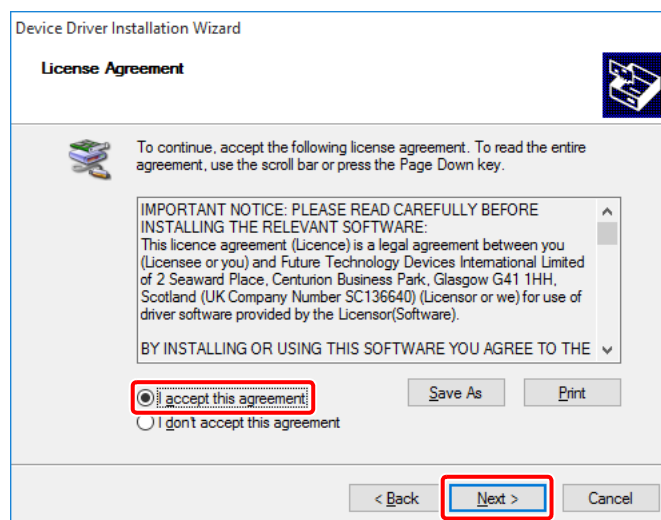 Device Driver Installation Wizard
License Agreement
To continue, accept the following license agreement. To read the entire
agreement, use the scroll bar or press the Page Down key.
IMPORTANT NOTICE: PLEASE READ CAREFULLY BEFORE
INSTALLING THE RELEVANT SOFTWARE:
This licence agreement (Licence) is a legal agreement between you
(Licensee or you) and Future Technology Devices International Limited
of 2 Seaward Place, Centurion Business Park, Glasgow G41 1HH,
Scotland (UK Company Number SC136640) (Licensor or we) for use of
driver software provided by the Licensor(Software).
BY INSTALLING OR USING THIS SOFTWARE YOU AGREE TO THE
I accept this agreement
Save As
Print
I don't accept this agreement
< Back
Next >
Cancel